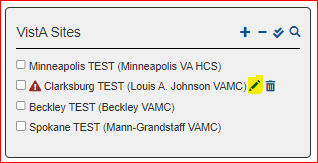 VistA Sites
Minneapolis TEST (Minneapolis VA HCS)
Clarksburg TEST (Louis A. Johnson VAMC)
Beckley TEST (Beckley VAMC)
Spokane TEST (Mann-Grandstaff VAMC)